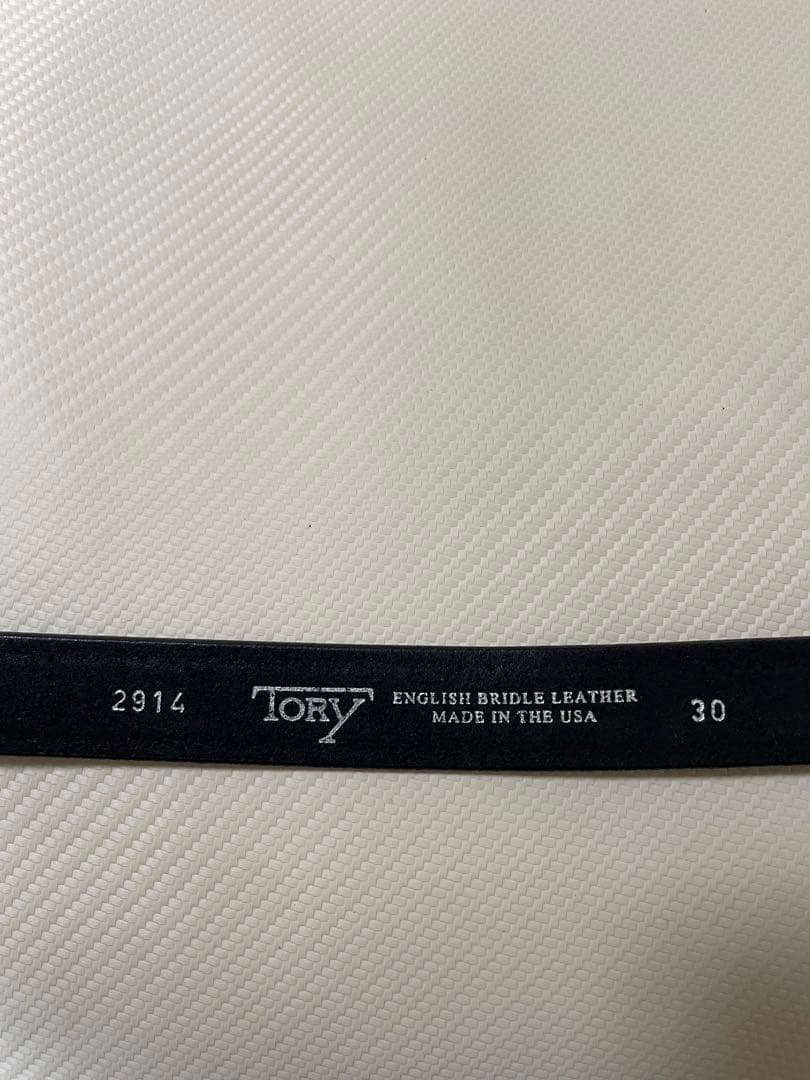 2914
TORY
ENGLISH BRIDLE LEATHER
MADE IN THE USA
30